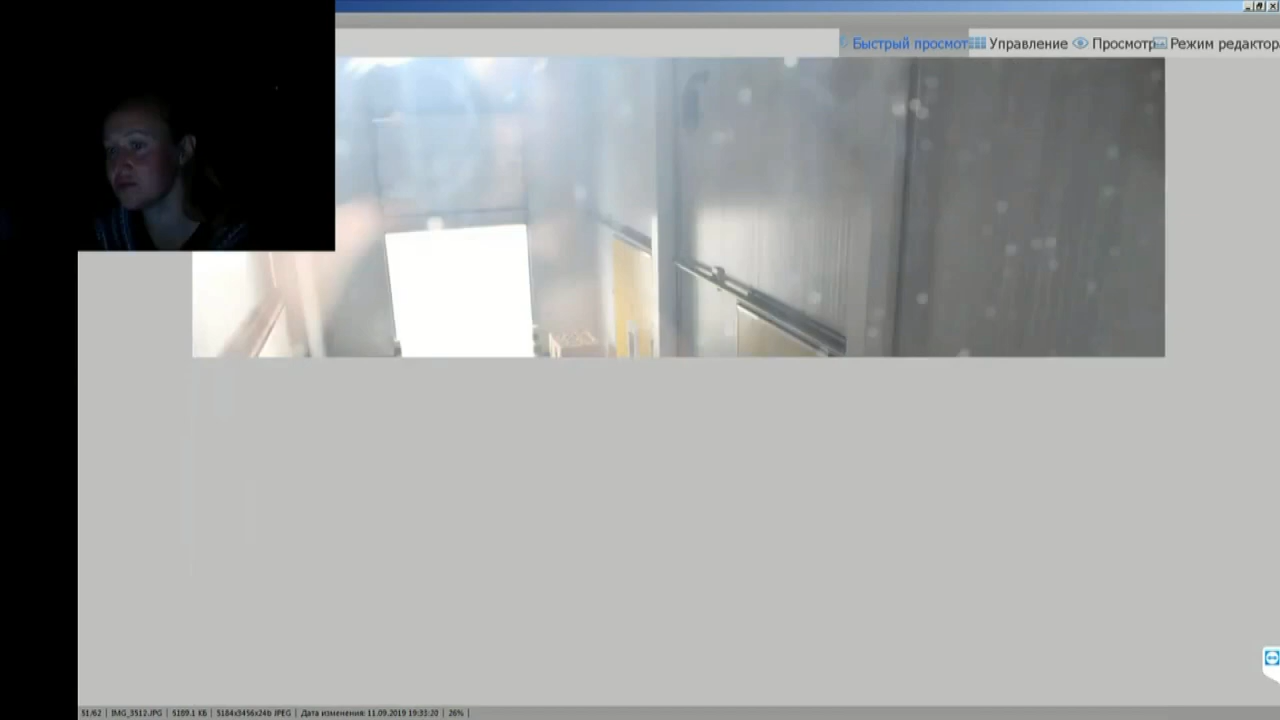 Быстрый просмот Управление Просмотр Режим редактор
51/62 | IMG_3512.JPG | 5189.1 КБ | 5184x3456x24b JPEG | Дата изменения: 11.09.2019 19:33:20 | 26% |